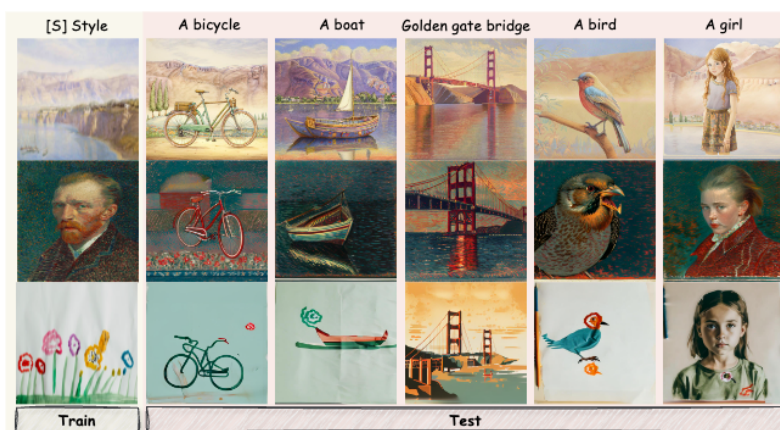 [S] Style
A bicycle
A boat
Golden gate bridge
A bird
A girl
Train
Test